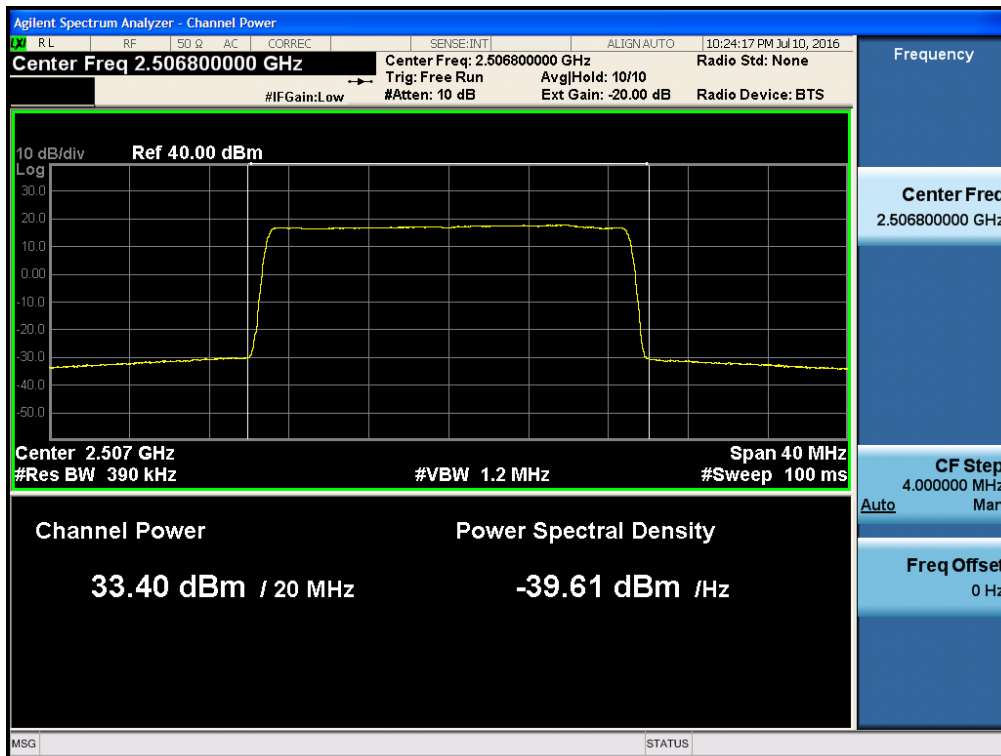 Agilent Spectrum Analyzer - Channel Power
LXI RL RF 50 Ω AC CORREC SENSE:INT ALIGN AUTO 10:24:17 PM Jul 10, 2016
Center Freq 2.506800000 GHz
Center Freq: 2.506800000 GHz Radio Std: None
Trig: Free Run Avg|Hold: 10/10
#IFGain:Low #Atten: 10 dB Ext Gain: -20.00 dB Radio Device: BTS
10 dB/div Ref 40.00 dBm
Log
30.0
20.0
10.0
0.00
-10.0
-20.0
-30.0
-40.0
-50.0
Center 2.507 GHz Span 40 MHz
#Res BW 390 kHz #VBW 1.2 MHz #Sweep 100 ms
Channel Power Power Spectral Density
33.40 dBm / 20 MHz -39.61 dBm /Hz
MSG STATUS
Frequency
Center Freq
2.506800000 GHz
CF Step
4.000000 MHz
Auto Man
Freq Offset
0 Hz